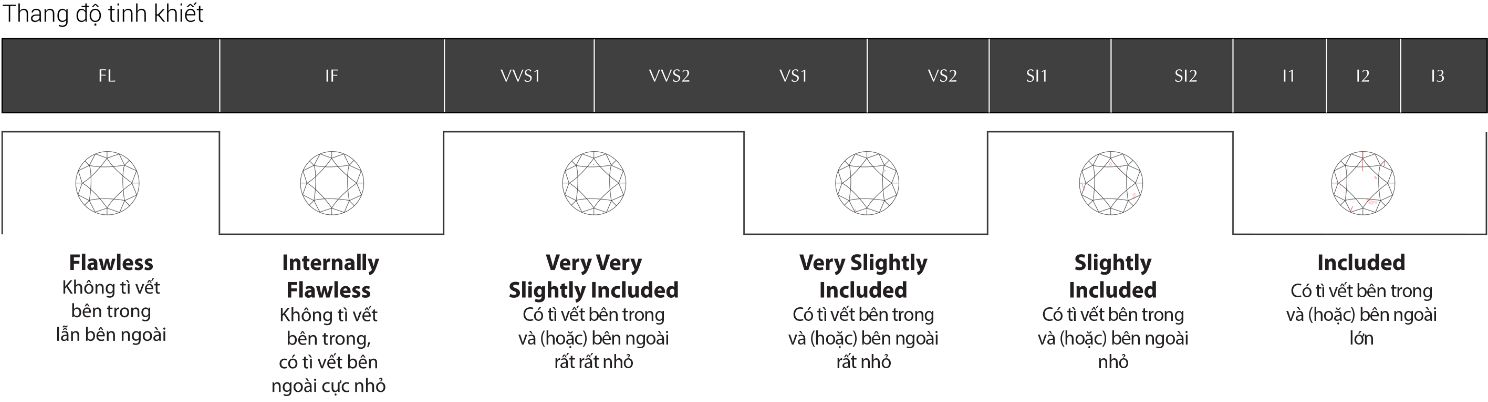 Thang độ tinh khiết
FL IF VVS1 VVS2 VS1 VS2 SI1 SI2 I1 I2 I3
Flawless
Không tì vết
bên trong
lẫn bên ngoài
Internally
Flawless
Không tì vết
bên trong,
có tì vết bên
ngoài cực nhỏ
Very Very
Slightly Included
Có tì vết bên trong
và (hoặc) bên ngoài
rất rất nhỏ
Very Slightly
Included
Có tì vết bên trong
và (hoặc) bên ngoài
rất nhỏ
Slightly
Included
Có tì vết bên trong
và (hoặc) bên ngoài
nhỏ
Included
Có tì vết bên trong
và (hoặc) bên ngoài
lớn